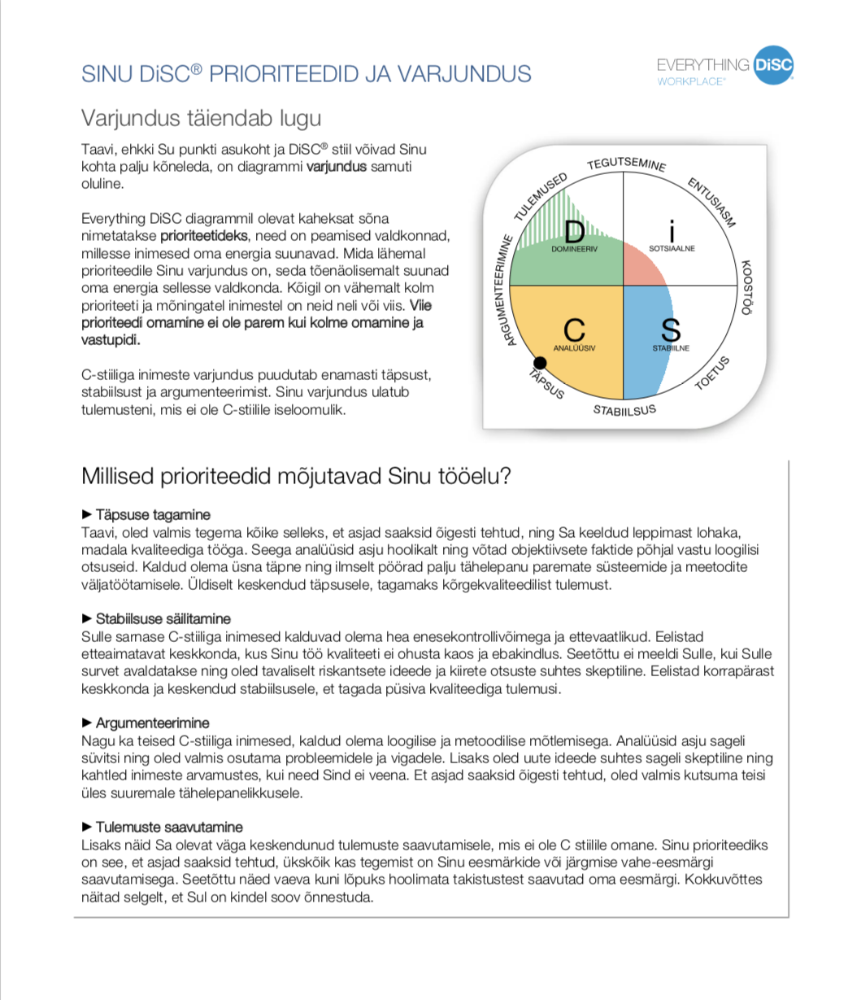 SINU DiSC® PRIORITEEDID JA VARJUNDUS
EVERYTHING DiSC
WORKPLACE®
Varjundus täiendab lugu
Taavi, ehkki Su punkti asukoht ja DiSC® stiil võivad Sinu
kohta palju kõneleda, on diagrammi varjundus samuti
oluline.
Everything DiSC diagrammil olevat kaheksat sõna
nimetatakse prioriteetideks, need on peamised valdkonnad,
millesse inimesed oma energia suunavad. Mida lähemal
prioriteedile Sinu varjundus on, seda tõenäolisemalt suunad
oma energia sellesse valdkonda. Kõigil on vähemalt kolm
prioriteeti ja mõningatel inimestel on neid neli või viis. Viie
prioriteedi omamine ei ole parem kui kolme omamine ja
vastupidi.
C-stiiliga inimeste varjundus puudutab enamasti täpsust,
stabiilsust ja argumenteerimist. Sinu varjundus ulatub
tulemusteni, mis ei ole C-stiilile iseloomulik.
TEGUTSEMINE
TULEMUSED
ENTUSIASM
ARGUMENTEERIMINE
KOOSTÖÖ
TÄPSUS
TOETUS
STABIILSUS
D
DOMINEERIV
i
SOTSIAALNE
C
ANALÜÜSIV
S
STABIILNE
Millised prioriteedid mõjutavad Sinu tööelu?
► Täpsuse tagamine
Taavi, oled valmis tegema kõike selleks, et asjad saaksid õigesti tehtud, ning Sa keeldud leppimast lohaka,
madala kvaliteediga tööga. Seega analüüsid asju hoolikalt ning võtad objektiivsete faktide põhjal vastu loogilisi
otsuseid. Kaldud olema üsna täpne ning ilmselt pöörad palju tähelepanu paremate süsteemide ja meetodite
väljatöötamisele. Üldiselt keskendud täpsusele, tagamaks kõrgekvaliteedilist tulemust.
► Stabiilsuse säilitamine
Sulle sarnase C-stiiliga inimesed kalduvad olema hea enesekontrollivõimega ja ettevaatlikud. Eelistad
etteaimatavat keskkonda, kus Sinu töö kvaliteeti ei ohusta kaos ja ebakindlus. Seetõttu ei meeldi Sulle, kui Sulle
survet avaldatakse ning oled tavaliselt riskantsete ideede ja kiirete otsuste suhtes skeptiline. Eelistad korrapärast
keskkonda ja keskendud stabiilsusele, et tagada püsiva kvaliteediga tulemusi.
► Argumenteerimine
Nagu ka teised C-stiiliga inimesed, kaldud olema loogilise ja metoodilise mõtlemisega. Analüüsid asju sageli
süvitsi ning oled valmis osutama probleemidele ja vigadele. Lisaks oled uute ideede suhtes sageli skeptiline ning
kahtled inimeste arvamustes, kui need Sind ei veena. Et asjad saaksid õigesti tehtud, oled valmis kutsuma teisi
üles suuremale tähelepanelikkusele.
► Tulemuste saavutamine
Lisaks näid Sa olevat väga keskendunud tulemuste saavutamisele, mis ei ole C stiilile omane. Sinu prioriteediks
on see, et asjad saaksid tehtud, ükskõik kas tegemist on Sinu eesmärkide või järgmise vahe-eesmärgi
saavutamisega. Seetõttu näed vaeva kuni lõpuks hoolimata takistustest saavutad oma eesmärgi. Kokkuvõttes
näitad selgelt, et Sul on kindel soov õnnestuda.